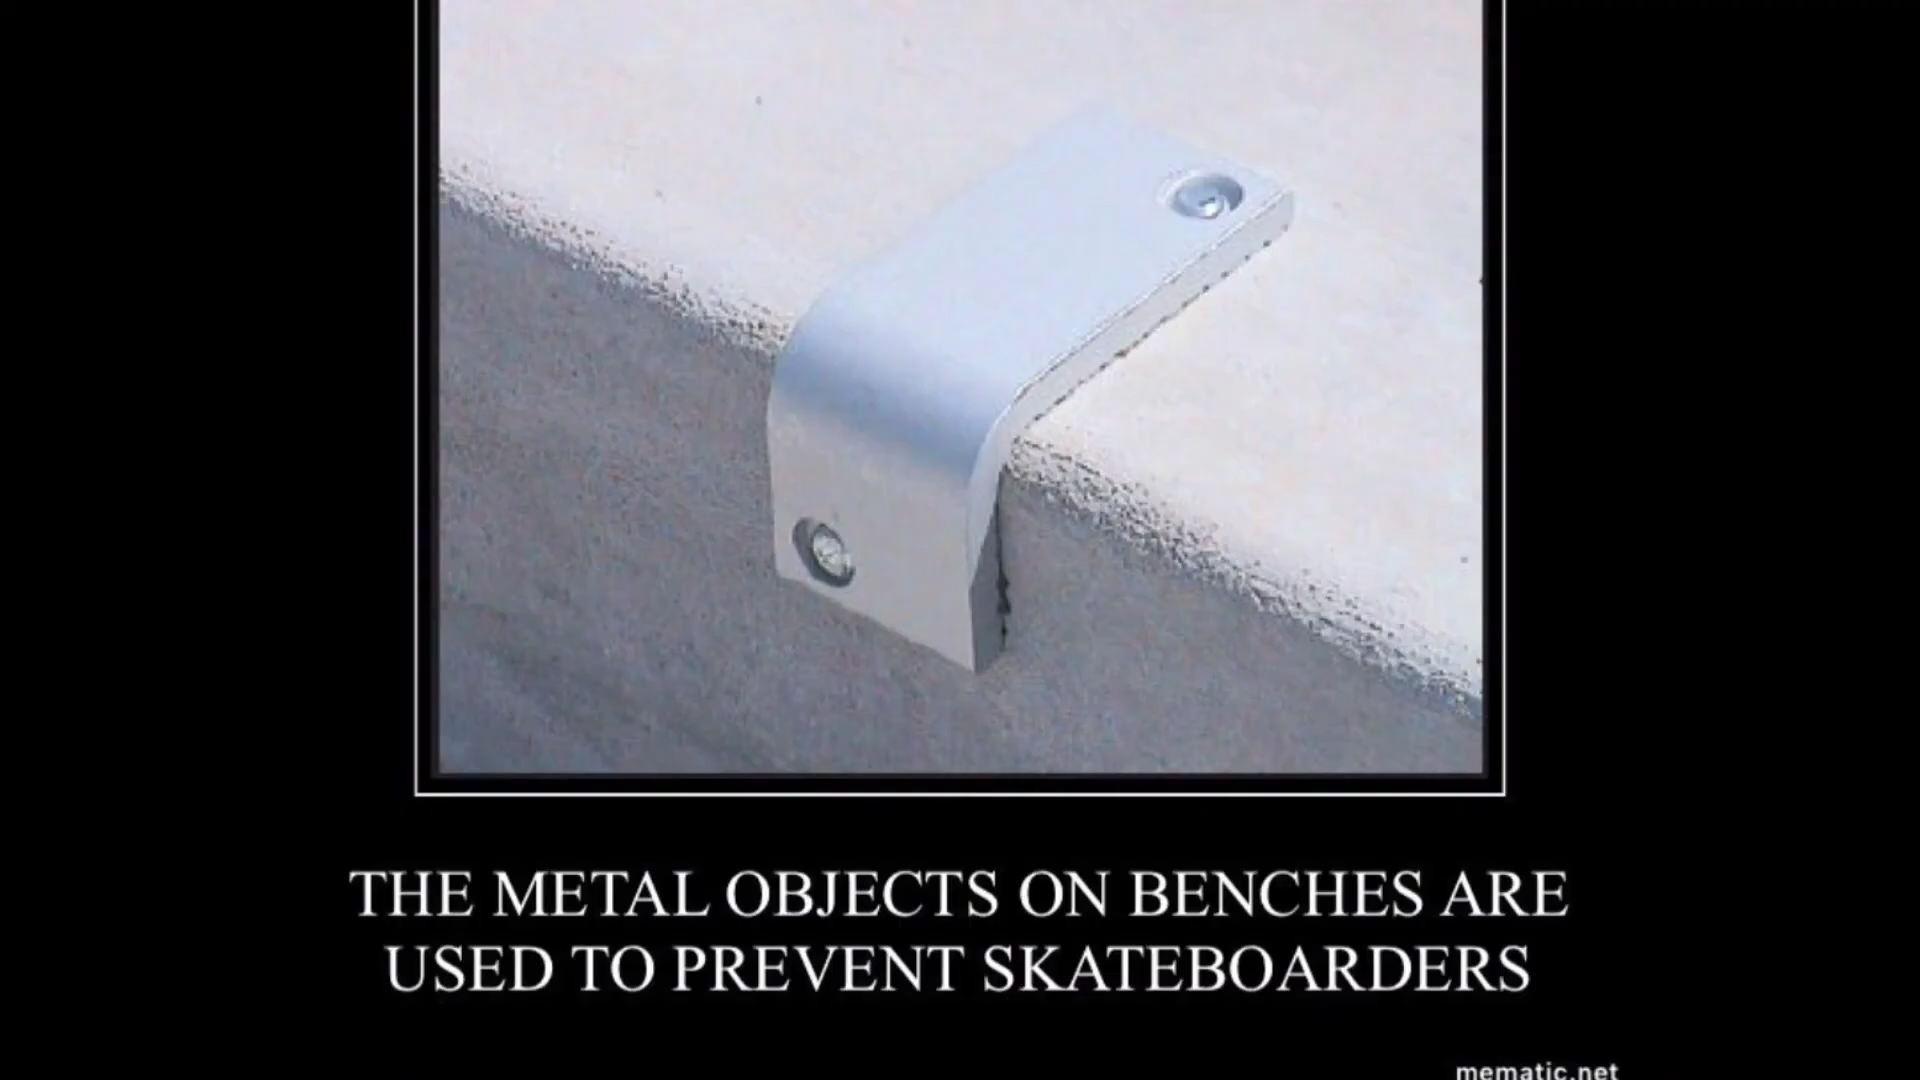 THE METAL OBJECTS ON BENCHES ARE
USED TO PREVENT SKATEBOARDERS
mematic.net